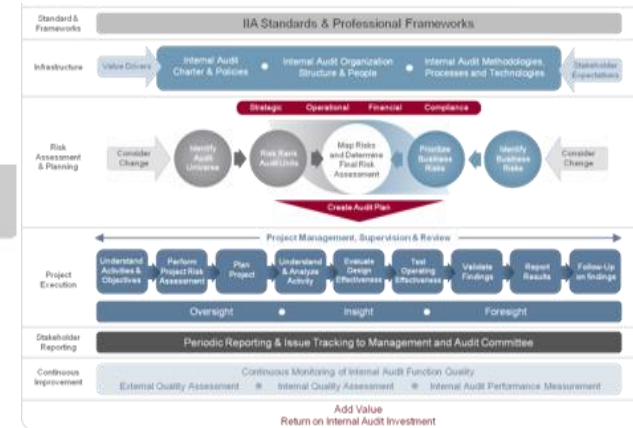 Standard &
Frameworks
IIA Standards & Professional Frameworks
Infrastructure
Value Drivers
Internal Audit
Charter & Policies
Internal Audit Organization
Structure & People
Internal Audit Methodologies,
Processes and Technologies
Stakeholder
Expectations
Strategic Operational Financial Compliance
Risk
Assessment
& Planning
Consider
Change
Identify
Audit
Universe
Risk Rank
Audit Units
Map Risks
and Determine
Final Risk
Assessment
Prioritize
Business
Risks
Identify
Business
Risks
Consider
Change
Create Audit Plan
Project Management, Supervision & Review
Project
Execution
Understand
Activities &
Objectives
Perform
Project Risk
Assessment
Plan
Project
Understand
& Analyze
Activity
Evaluate
Design
Effectiveness
Test
Operating
Effectiveness
Validate
Findings
Report
Results
Follow-Up
on findings
Oversight Insight Foresight
Stakeholder
Reporting
Periodic Reporting & Issue Tracking to Management and Audit Committee
Continuous
Improvement
Continuous Monitoring of Internal Audit Function Quality
External Quality Assessment Internal Quality Assessment Internal Audit Performance Measurement
Add Value
Return on Internal Audit Investment